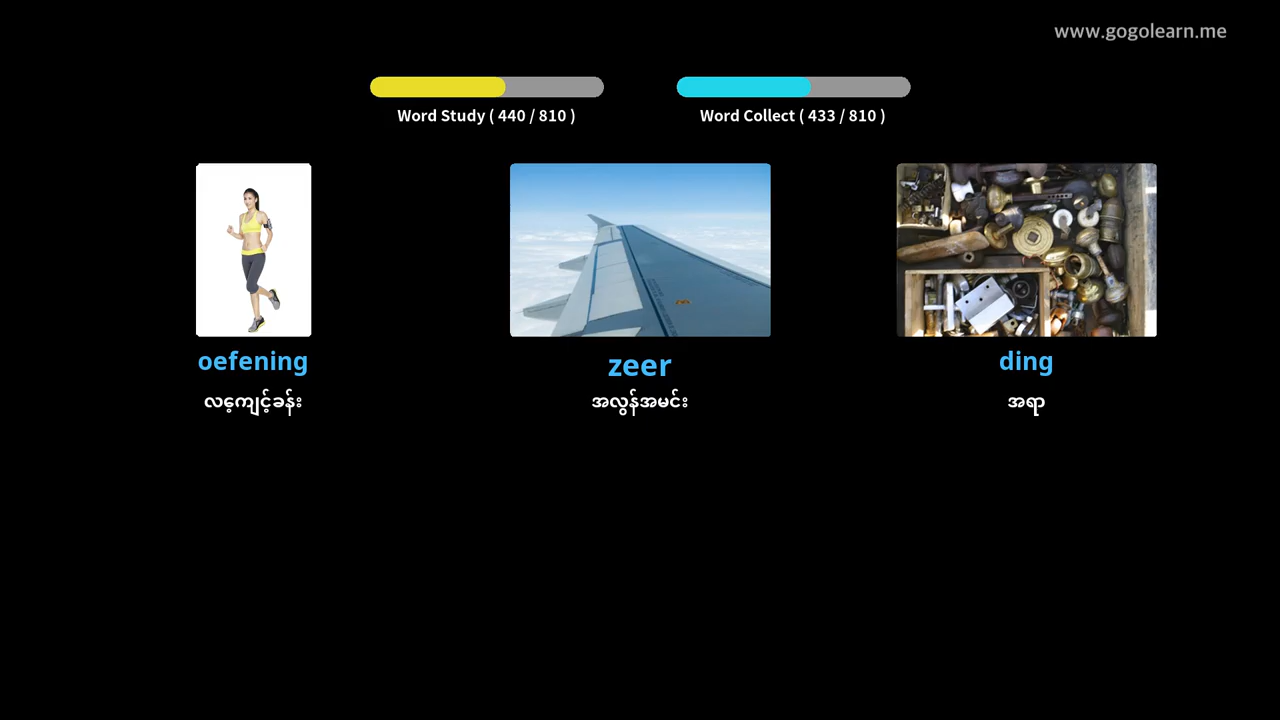 www.gogolearn.me
Word Study ( 440 / 810 )
Word Collect ( 433 / 810 )
oefening
zeer
ding
လေ့ကျင့်ခန်း
အလွန်အမင်း
အရာ